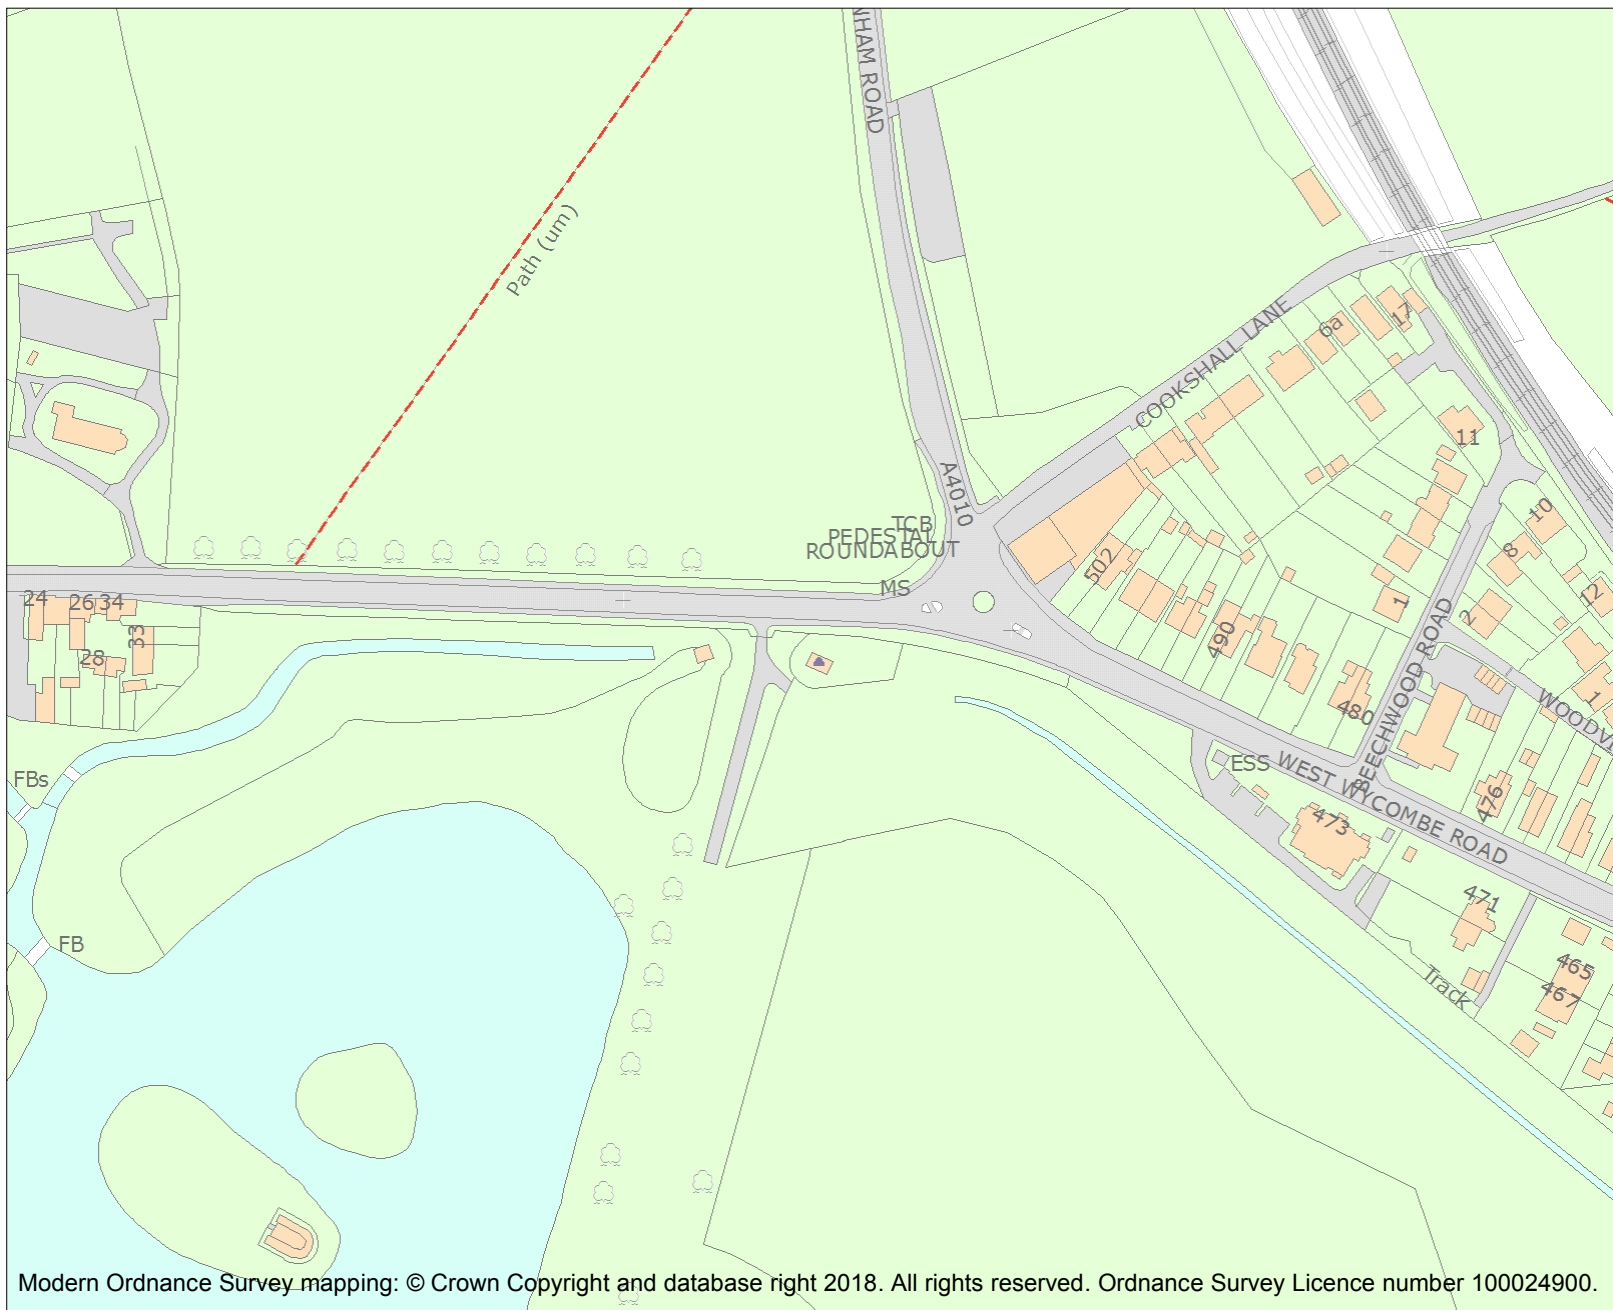 NHAM ROAD
Path (um)
COOKSHALL LANE
6a
17
11
A4010
TCB
PEDESTAL
ROUNDABOUT
MS
502
10
8
12
2
1
490
480
BEECHWOOD ROAD
1
WOODVI
24
26
34
33
28
FBs
FB
ESS
WEST WYCOMBE ROAD
473
476
471
465
467
Track
Modern Ordnance Survey mapping: © Crown Copyright and database right 2018. All rights reserved. Ordnance Survey Licence number 100024900.